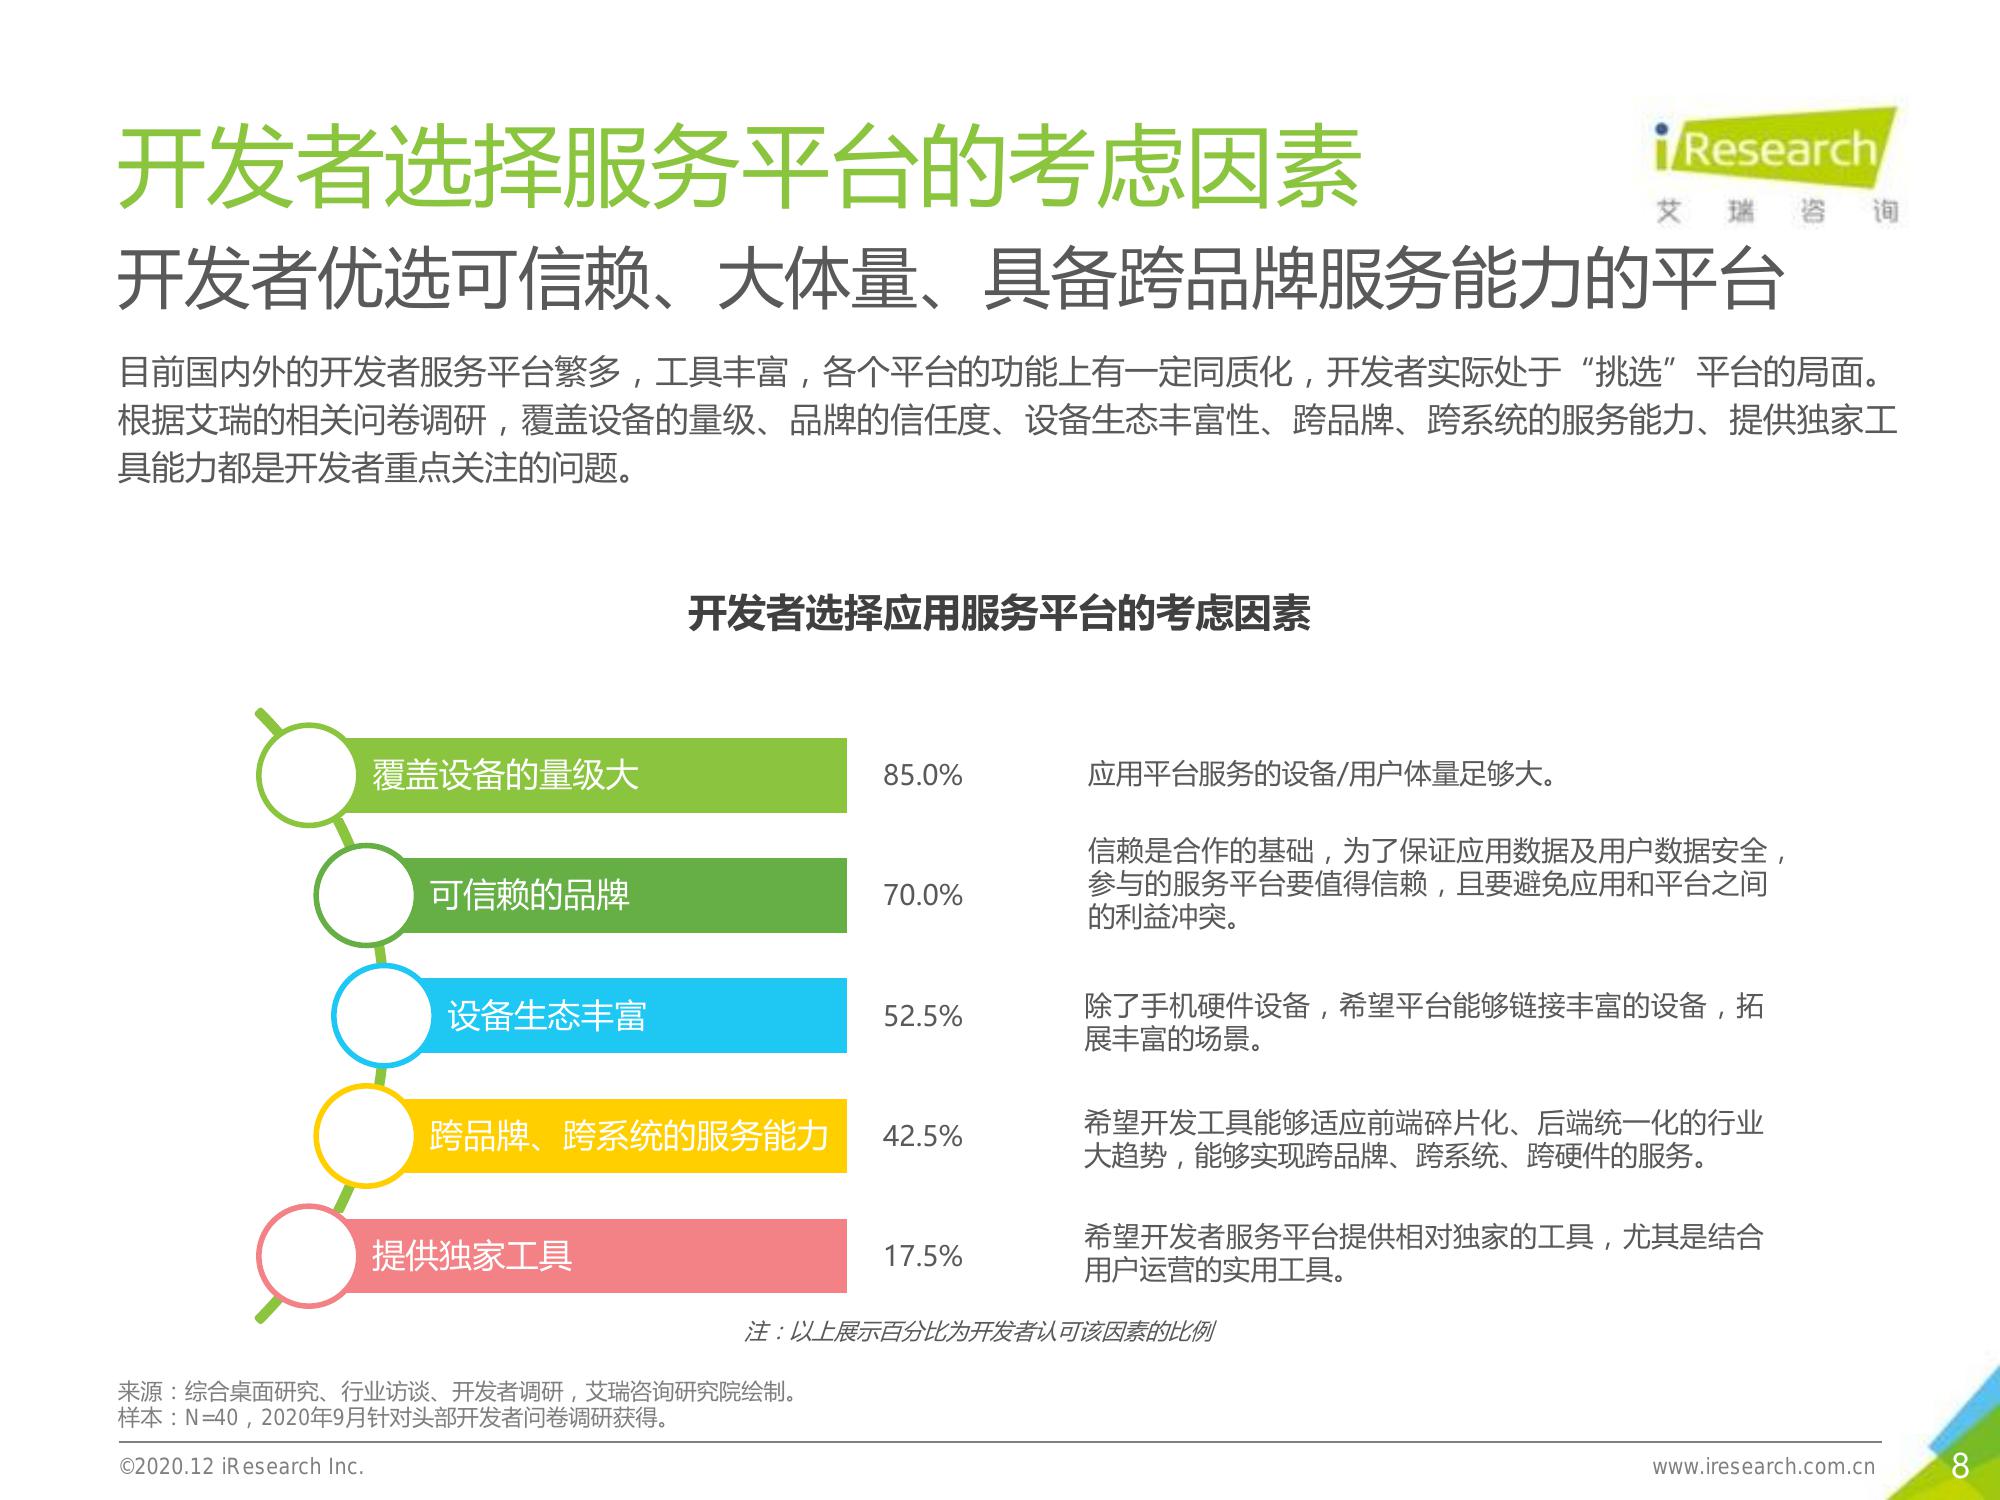 开发者选择服务平台的考虑因素
iResearch
艾瑞咨询
开发者优选可信赖、大体量、具备跨品牌服务能力的平台
目前国内外的开发者服务平台繁多，工具丰富，各个平台的功能上有一定同质化，开发者实际处于“挑选”平台的局面。
根据艾瑞的相关问卷调研，覆盖设备的量级、品牌的信任度、设备生态丰富性、跨品牌、跨系统的服务能力、提供独家工
具能力都是开发者重点关注的问题。
开发者选择应用服务平台的考虑因素
覆盖设备的量级大
85.0%
应用平台服务的设备/用户体量足够大。
可信赖的品牌
70.0%
信赖是合作的基础，为了保证应用数据及用户数据安全，
参与的服务平台要值得信赖，且要避免应用和平台之间
的利益冲突。
设备生态丰富
52.5%
除了手机硬件设备，希望平台能够链接丰富的设备，拓
展丰富的场景。
跨品牌、跨系统的服务能力
42.5%
希望开发工具能够适应前端碎片化、后端统一化的行业
大趋势，能够实现跨品牌、跨系统、跨硬件的服务。
提供独家工具
17.5%
希望开发者服务平台提供相对独家的工具，尤其是结合
用户运营的实用工具。
注：以上展示百分比为开发者认可该因素的比例
来源：综合桌面研究、行业访谈、开发者调研，艾瑞咨询研究院绘制。
样本：N=40，2020年9月针对头部开发者问卷调研获得。
©2020.12 iResearch Inc.
www.iresearch.com.cn
8